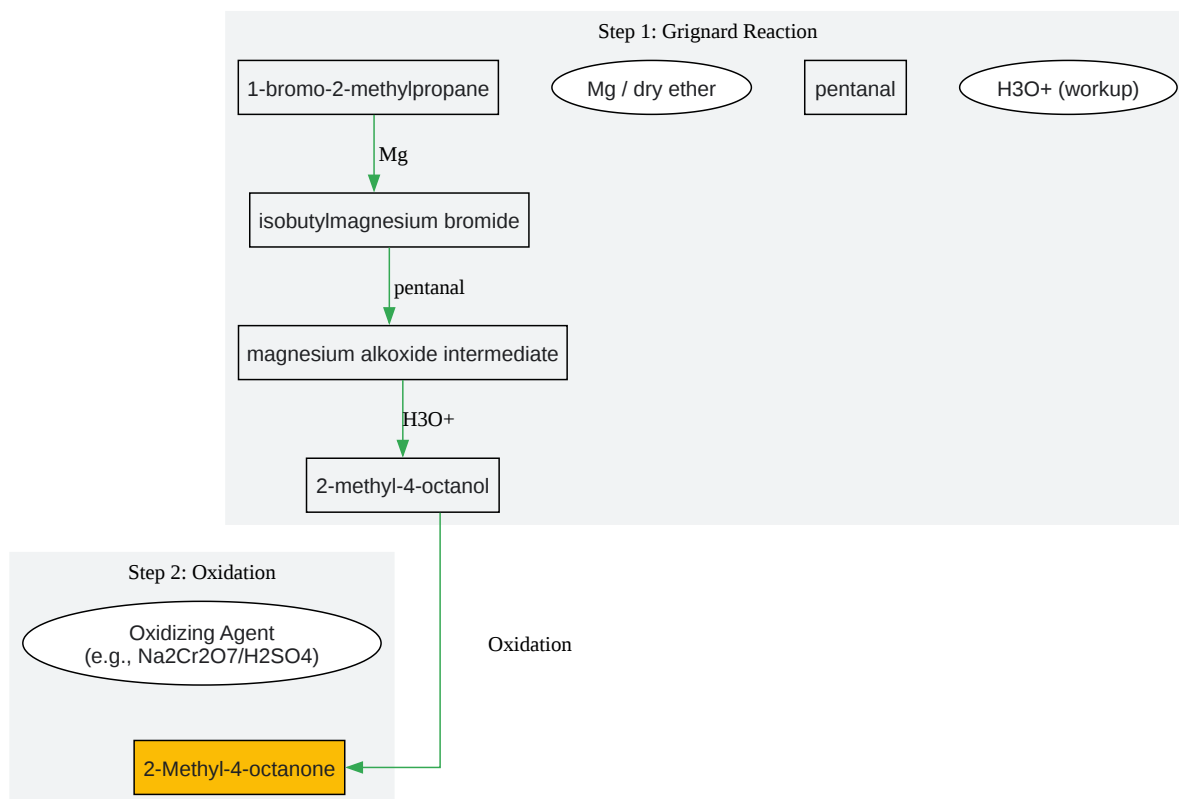 Step 1: Grignard Reaction
1-bromo-2-methylpropane
Mg / dry ether
pentanal
H3O+ (workup)
Mg
isobutylmagnesium bromide
pentanal
magnesium alkoxide intermediate
H3O+
2-methyl-4-octanol
Step 2: Oxidation
Oxidizing Agent
(e.g., Na2Cr2O7/H2SO4)
Oxidation
2-Methyl-4-octanone